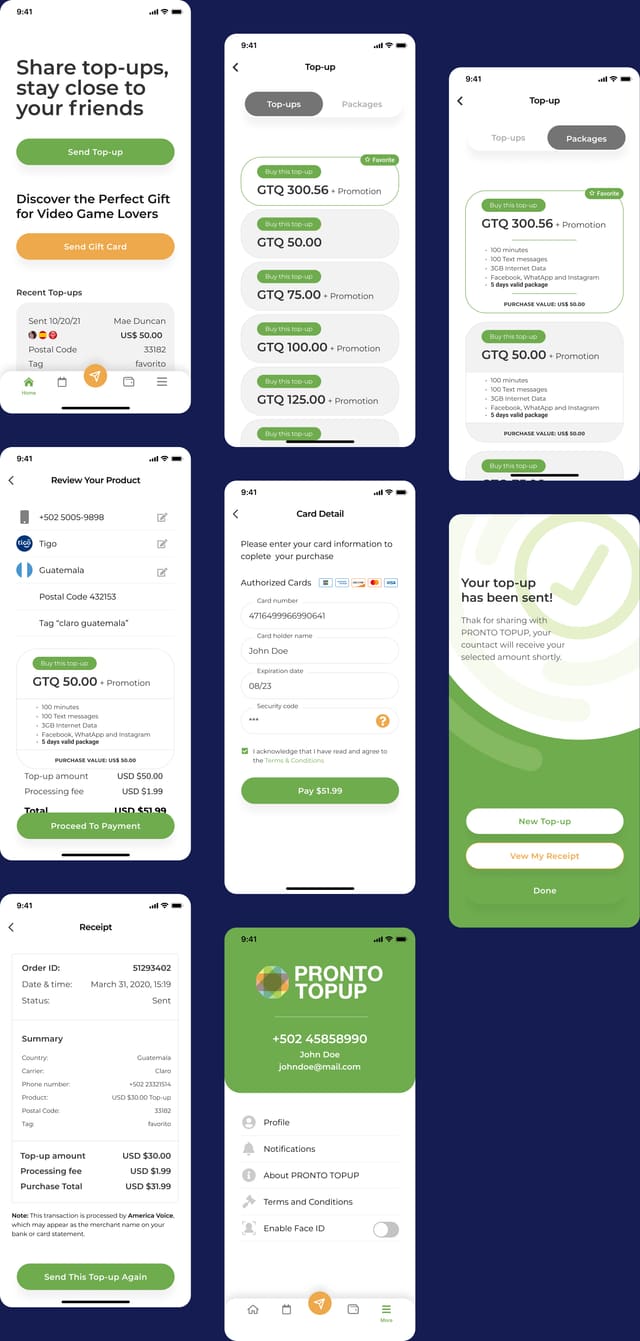 9:41
Share top-ups,
stay close to
your friends
Send Top-up
Discover the Perfect Gift
for Video Game Lovers
Send Gift Card
Recent Top-ups
Sent 10/20/21 Mae Duncan
US$ 50.00
Postal Code 33182
Tag favorito
Home
9:41
Top-up
Top-ups Packages
Favorite
Buy this top-up
GTQ 300.56 + Promotion
Buy this top-up
GTQ 50.00
Buy this top-up
GTQ 75.00 + Promotion
Buy this top-up
GTQ 100.00 + Promotion
Buy this top-up
GTQ 125.00 + Promotion
Buy this top-up
9:41
Top-up
Top-ups Packages
Favorite
Buy this top-up
GTQ 300.56 + Promotion
• 100 minutes
• 100 Text messages
• 3GB Internet Data
• Facebook, WhatApp and Instagram
• 5 days valid package
PURCHASE VALUE: US$ 50.00
Buy this top-up
GTQ 50.00 + Promotion
• 100 minutes
• 100 Text messages
• 3GB Internet Data
• Facebook, WhatApp and Instagram
• 5 days valid package
PURCHASE VALUE: US$ 50.00
Buy this top-up
9:41
Review Your Product
+502 5005-9898
tigo Tigo
Guatemala
Postal Code 432153
Tag “claro guatemala”
Buy this top-up
GTQ 50.00 + Promotion
• 100 minutes
• 100 Text messages
• 3GB Internet Data
• Facebook, WhatApp and Instagram
• 5 days valid package
PURCHASE VALUE: US$ 50.00
Top-up amount USD $50.00
Processing fee USD $1.99
Total USD $51.99
Proceed To Payment
9:41
Card Detail
Please enter your card information to
coplete your purchase
Authorized Cards
Card number
4716499966990641
Card holder name
John Doe
Expiration date
08/23
Security code
***
?
I acknowledge that I have read and agree to
the Terms & Conditions
Pay $51.99
Your top-up
has been sent!
Thak for sharing with
PRONTO TOPUP, your
countact will receive your
selected amount shortly.
New Top-up
Vew My Receipt
Done
9:41
Receipt
Order ID: 51293402
Date & time: March 31, 2020, 15:19
Status: Sent
Summary
Country: Guatemala
Carrier: Claro
Phone number: +502 23321514
Product: USD $30.00 Top-up
Postal Code: 33182
Tag: favorito
Top-up amount USD $30.00
Processing fee USD $1.99
Purchase Total USD $31.99
Note: This transaction is processed by America Voice,
which may appear as the merchant name on your
bank or card statement.
Send This Top-up Again
9:41
PRONTO
TOPUP
+502 45858990
John Doe
johndoe@mail.com
Profile
Notifications
About PRONTO TOPUP
Terms and Conditions
Enable Face ID
More